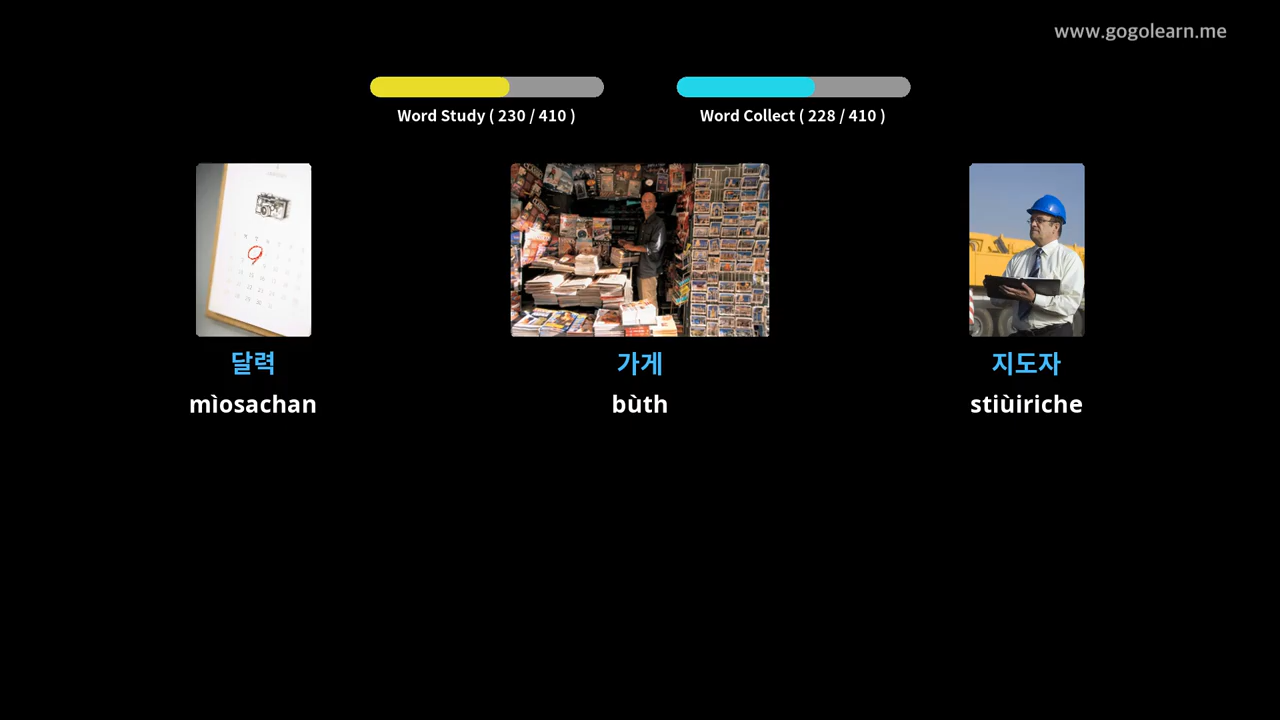 www.gogolearn.me
Word Study ( 230 / 410 )
Word Collect ( 228 / 410 )
달력
가게
지도자
mìosachan
bùth
stiùiriche